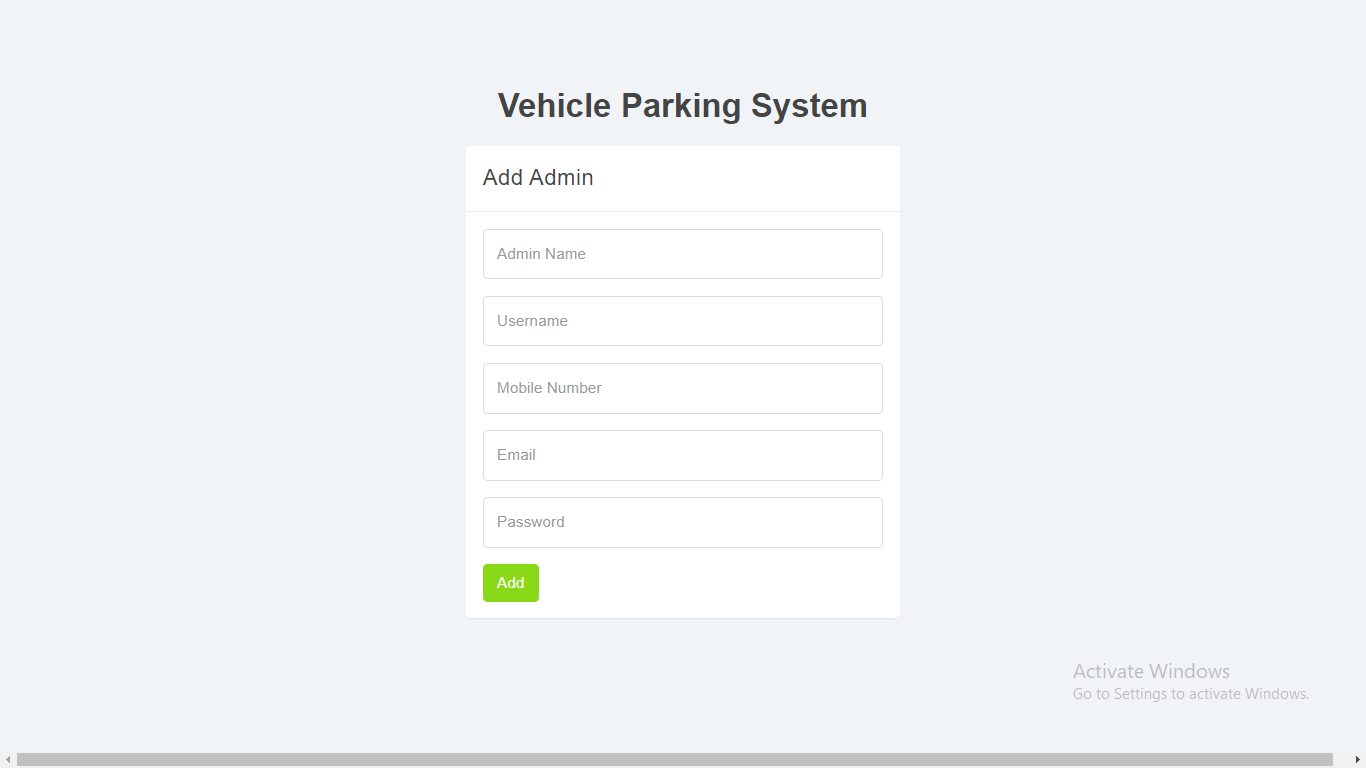 Vehicle Parking System
Add Admin
Admin Name
Username
Mobile Number
Email
Password
Add
Activate Windows
Go to Settings to activate Windows.